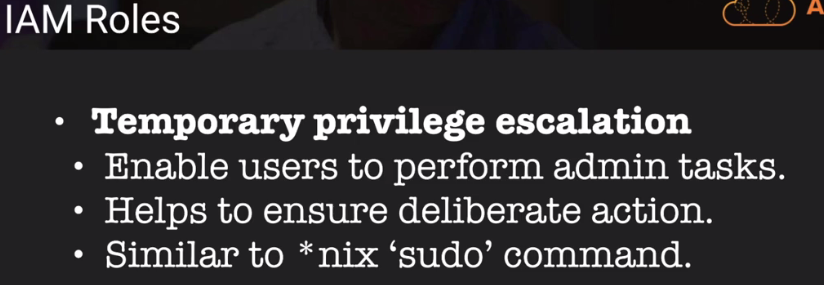 IAM Roles
A
• Temporary privilege escalation
• Enable users to perform admin tasks.
• Helps to ensure deliberate action.
• Similar to *nix ‘sudo’ command.